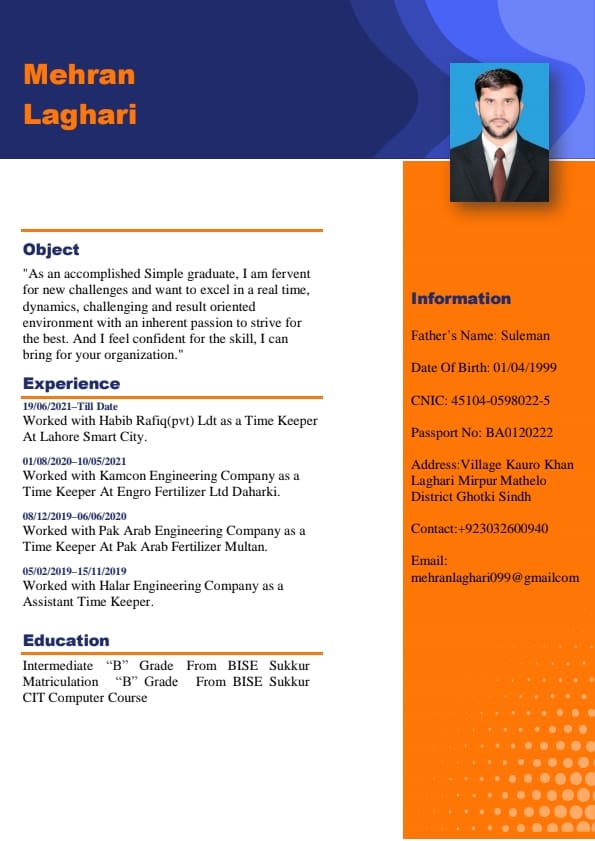 Mehran
Laghari
Object
"As an accomplished Simple graduate, I am fervent
for new challenges and want to excel in a real time,
dynamics, challenging and result oriented
environment with an inherent passion to strive for
the best. And I feel confident for the skill, I can
bring for your organization."
Experience
19/06/2021–Till Date
Worked with Habib Rafiq(pvt) Ldt as a Time Keeper
At Lahore Smart City.
01/08/2020–10/05/2021
Worked with Kamcon Engineering Company as a
Time Keeper At Engro Fertilizer Ltd Daharki.
08/12/2019–06/06/2020
Worked with Pak Arab Engineering Company as a
Time Keeper At Pak Arab Fertilizer Multan.
05/02/2019–15/11/2019
Worked with Halar Engineering Company as a
Assistant Time Keeper.
Education
Intermediate “B” Grade From BISE Sukkur
Matriculation “B” Grade From BISE Sukkur
CIT Computer Course
Information
Father’s Name: Suleman
Date Of Birth: 01/04/1999
CNIC: 45104-0598022-5
Passport No: BA0120222
Address:Village Kauro Khan
Laghari Mirpur Mathelo
District Ghotki Sindh
Contact:+923032600940
Email:
mehranlaghari099@gmailcom